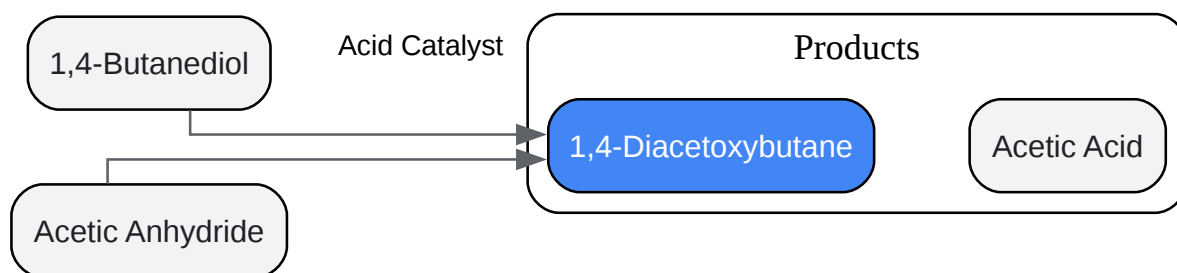 1,4-Butanediol
Acid Catalyst
Products
1,4-Diacetoxybutane
Acetic Acid
Acetic Anhydride